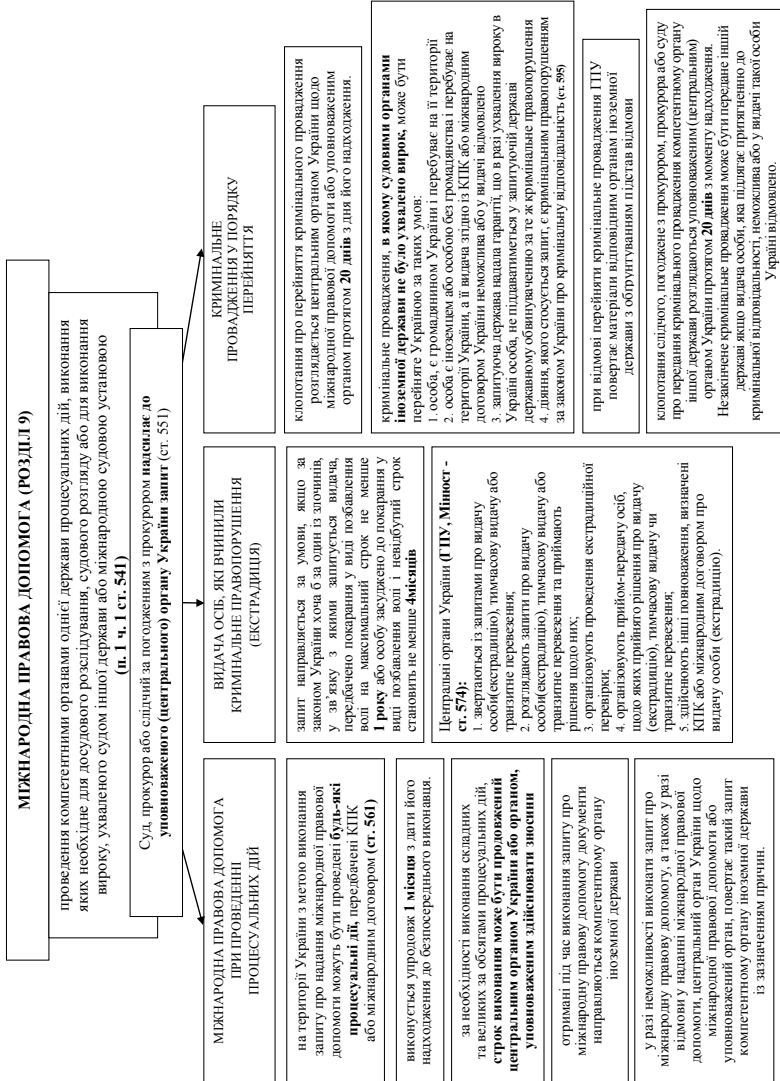 МІЖНАРОДНА ПРАВОВА ДОПОМОГА (РОЗДІЛ 9)
проведення компетентними органами однієї держави процесуальних дій, виконання
яких необхідне для досудового розслідування, судового розгляду або для виконання
вироку, ухваленого судом іншої держави або міжнародною судовою установою
(п. 1 ч. 1 ст. 541)
Суд, прокурор або слідчий за погодженням з прокурором надсилає до
уповноваженого (центрального) органу України запит (ст. 551)
МІЖНАРОДНА ПРАВОВА ДОПОМОГА
ПРИ ПРОВЕДЕННІ
ПРОЦЕСУАЛЬНИХ ДІЙ
на території України з метою виконання
запиту про надання міжнародної правової
допомоги можуть бути проведені будь-які
процесуальні дії, передбачені КПК
або міжнародним договором (ст. 561)
виконується упродовж 1 місяця з дати його
надходження до безпосереднього виконавця.
за необхідності виконання складних
та великих за обсягами процесуальних дій,
строк виконання може бути продовжений
центральним органом України або органом,
уповноваженим здійснювати зносини
отримані під час виконання запиту про
міжнародну правову допомогу документи
направляються компетентному органу
іноземної держави
у разі неможливості виконати запит про
міжнародну правову допомогу, а також у разі
відмови у наданні міжнародної правової
допомоги, центральний орган України щодо
міжнародної правової допомоги або
уповноважений орган, повертає такий запит
компетентному органу іноземної держави
із зазначенням причин.
ВИДАЧА ОСІБ, ЯКІ ВЧИНИЛИ
КРИМІНАЛЬНЕ ПРАВОПОРУШЕННЯ
(ЕКСТРАДИЦІЯ)
запит направляється за умови, якщо за
законом України хоча б за один із злочинів,
у зв'язку з якими запитується видача,
передбачено покарання у виді позбавлення
волі на максимальний строк не менше
1 року або особу засуджено до покарання у
виді позбавлення волі і невідбутий строк
становить не менше 4місяців
Центральні органи України (ГПУ, Мінюст -
ст. 574):
1. звертаються із запитами про видачу
особи(екстрадицію), тимчасову видачу або
транзитне перевезення;
2. розглядають запити про видачу
особи(екстрадицію), тимчасову видачу або
транзитне перевезення та приймають
рішення щодо них;
3. організовують проведення екстрадиційної
перевірки;
4. організовують прийом-передачу осіб,
щодо яких прийнято рішення про видачу
(екстрадицію), тимчасову видачу чи
транзитне перевезення;
5. здійснюють інші повноваження, визначені
КПК або міжнародним договором про
видачу особи (екстрадицію).
КРИМІНАЛЬНЕ
ПРОВАДЖЕННЯ У ПОРЯДКУ
ПЕРЕЙНЯТТЯ
клопотання про перейняття кримінального провадження
розглядається центральним органом України щодо
міжнародної правової допомоги або уповноваженим
органом протягом 20 днів з дня його надходження.
кримінальне провадження, в якому судовими органами
іноземної держави не було ухвалено вирок, може бути
перейняте Україною за таких умов:
1. особа, є громадянином України і перебуває на її території
2. особа є іноземцем або особою без громадянства і перебуває на
території України, а її видача згідно із КПК або міжнародним
договором України неможлива або у видачі відмовлено
3. запитуюча держава надала гарантії, що в разі ухвалення вироку в
Україні особа, не піддаватиметься у запитуючій державі
державному обвинуваченню за те ж кримінальне правопорушення
4. діяння, якого стосується запит, є кримінальним правопорушенням
за законом України про кримінальну відповідальність (ст. 595)
при відмові перейняти кримінальне провадження ГПУ
повертає матеріали відповідним органам іноземної
держави з обґрунтуванням підстав відмови
клопотання слідчого, погоджене з прокурором, прокурора або суду
про передання кримінального провадження компетентному органу
іншої держави розглядаються уповноваженим (центральним)
органом України протягом 20 днів з моменту надходження.
Незакінчене кримінальне провадження може бути передане іншій
державі якщо видача особи, яка підлягає притягненню до
кримінальної відповідальності, неможлива або у видачі такої особи
Україні відмовлено.